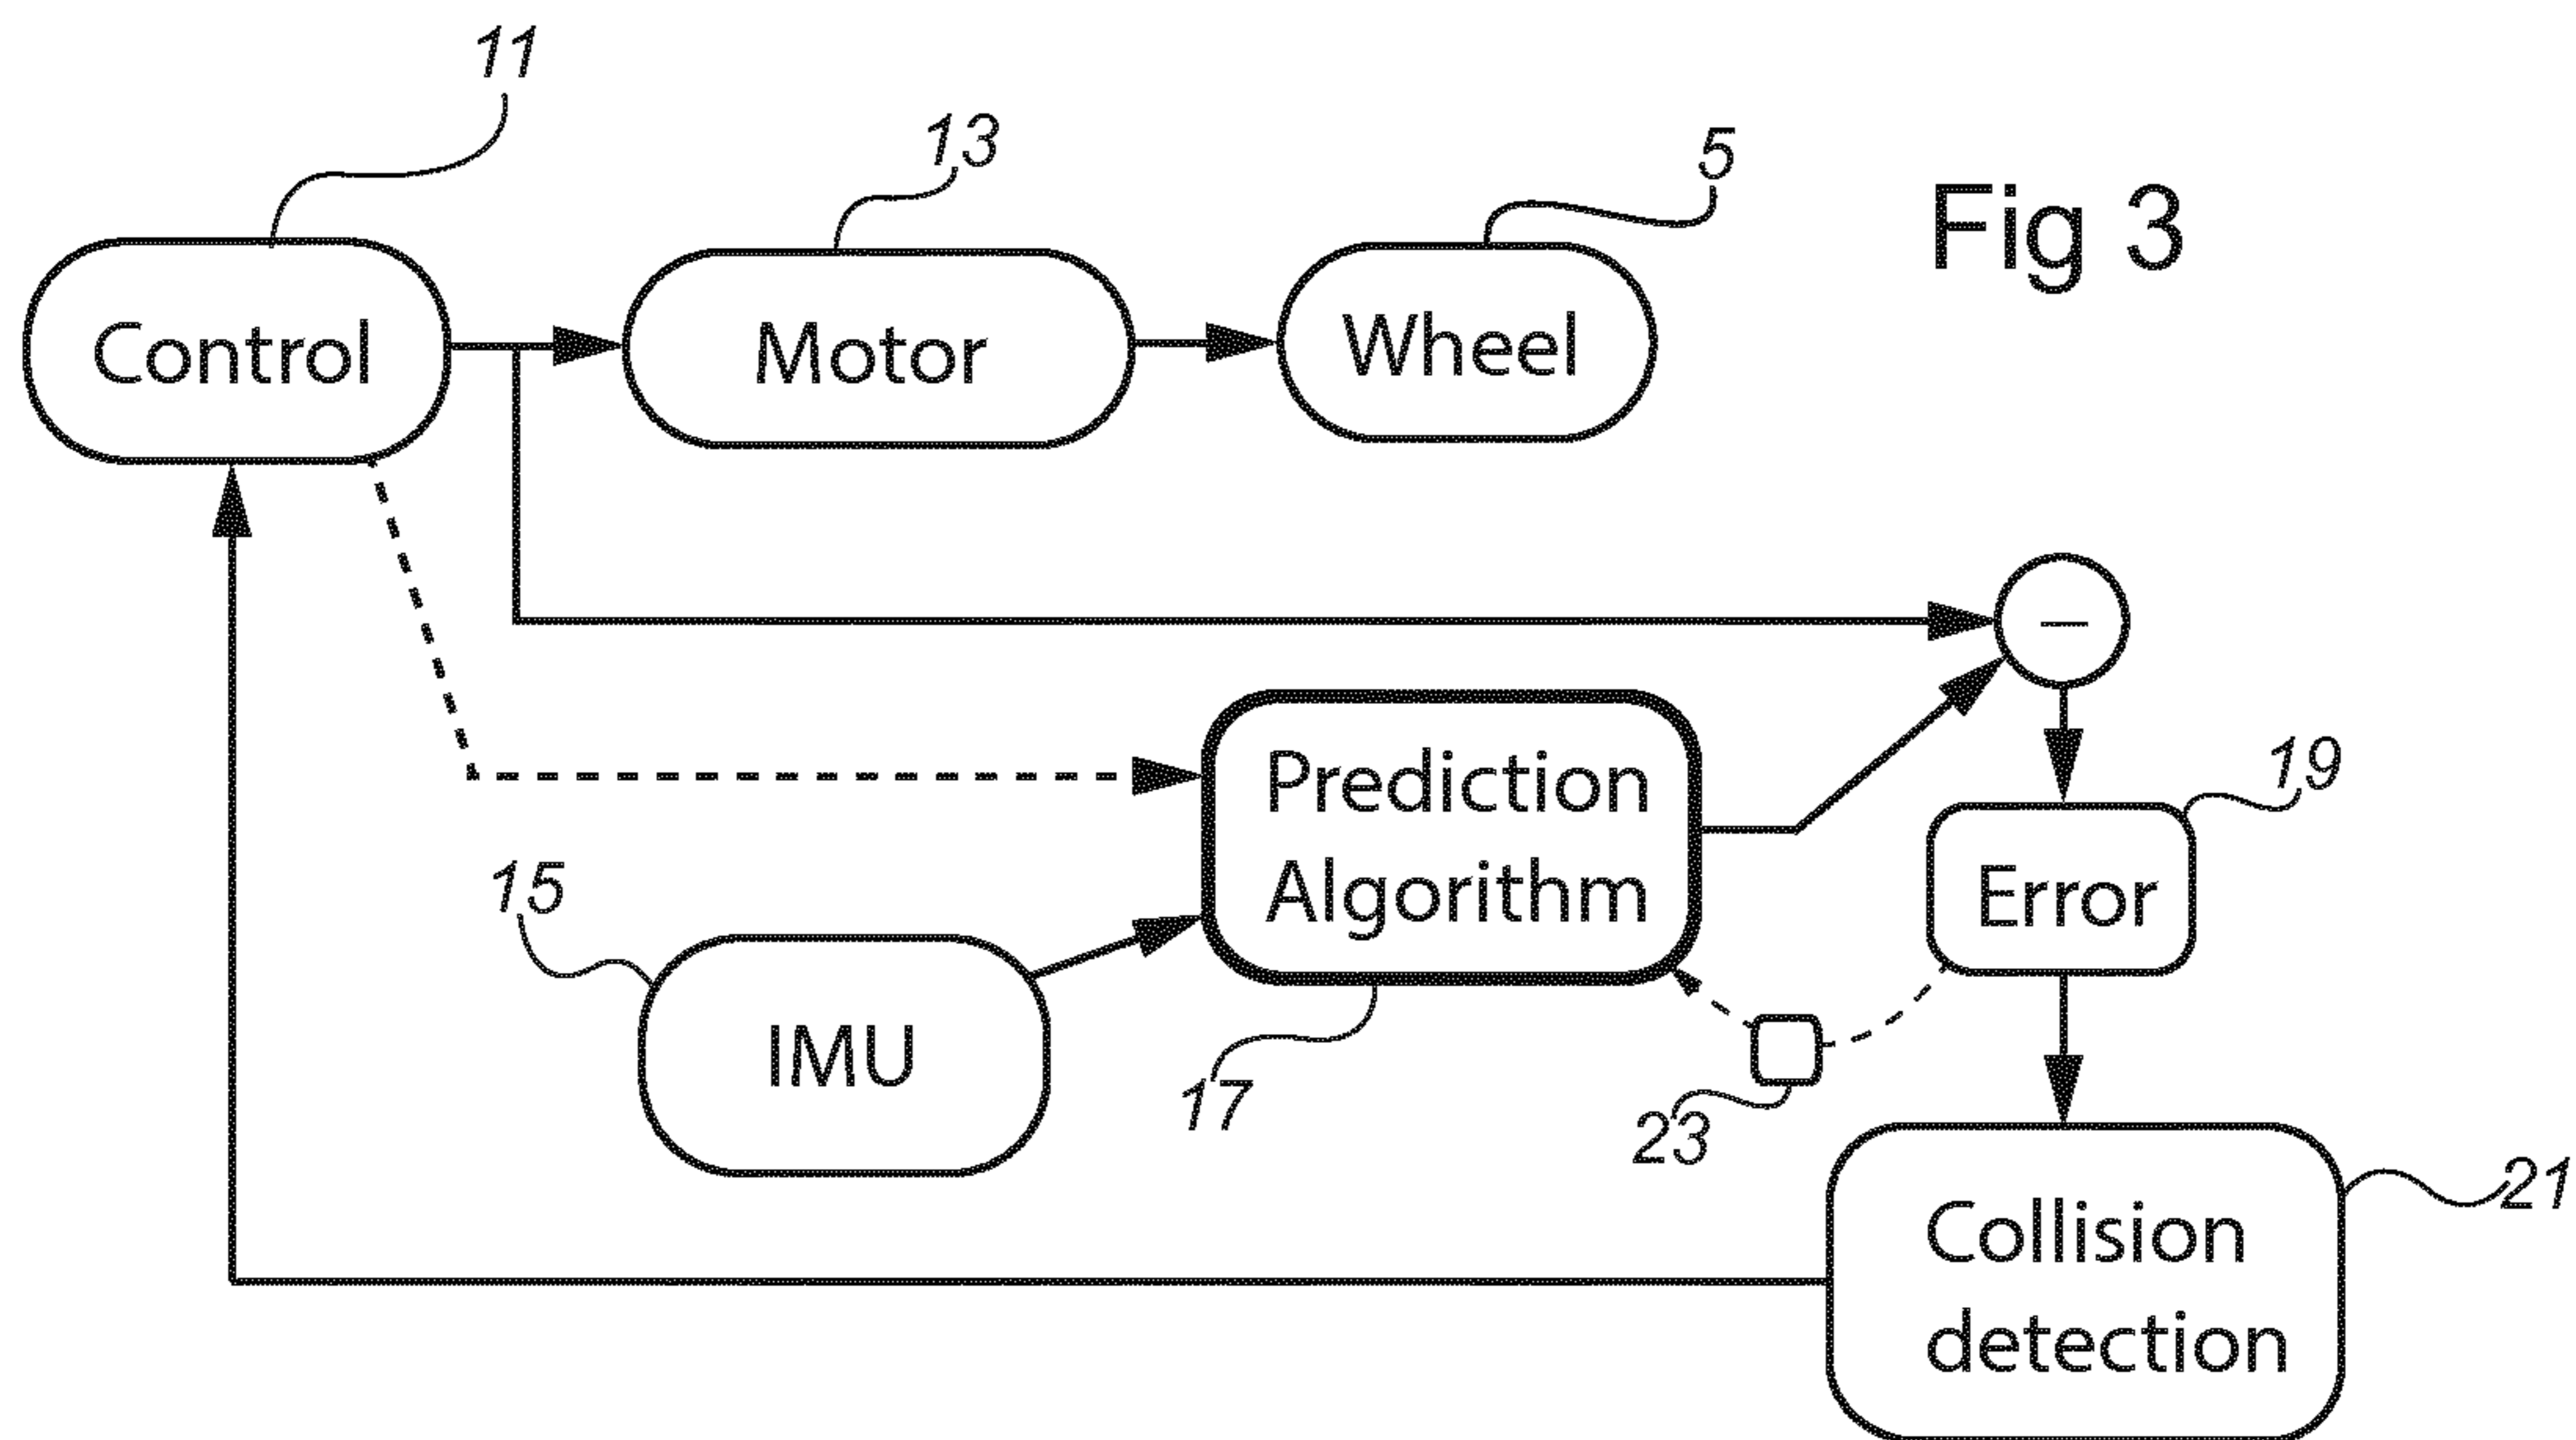 11
13
5
Fig 3
Control
Motor
Wheel
–
Prediction
Algorithm
19
Error
15
IMU
17
23
21
Collision
detection